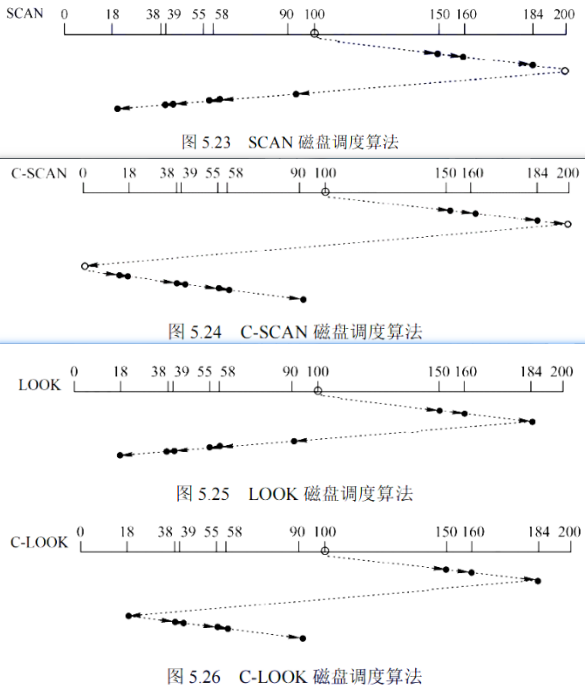 SCAN 0 18 38 39 55 58 90 100 150 160 184 200
图 5.23 SCAN 磁盘调度算法
C-SCAN 0 18 38 39 55 58 90 100 150 160 184 200
图 5.24 C-SCAN 磁盘调度算法
0 18 38 39 55 58 90 100 150 160 184 200
LOOK
图 5.25 LOOK 磁盘调度算法
0 18 38 39 55 58 90 100 150 160 184 200
C-LOOK
图 5.26 C-LOOK 磁盘调度算法